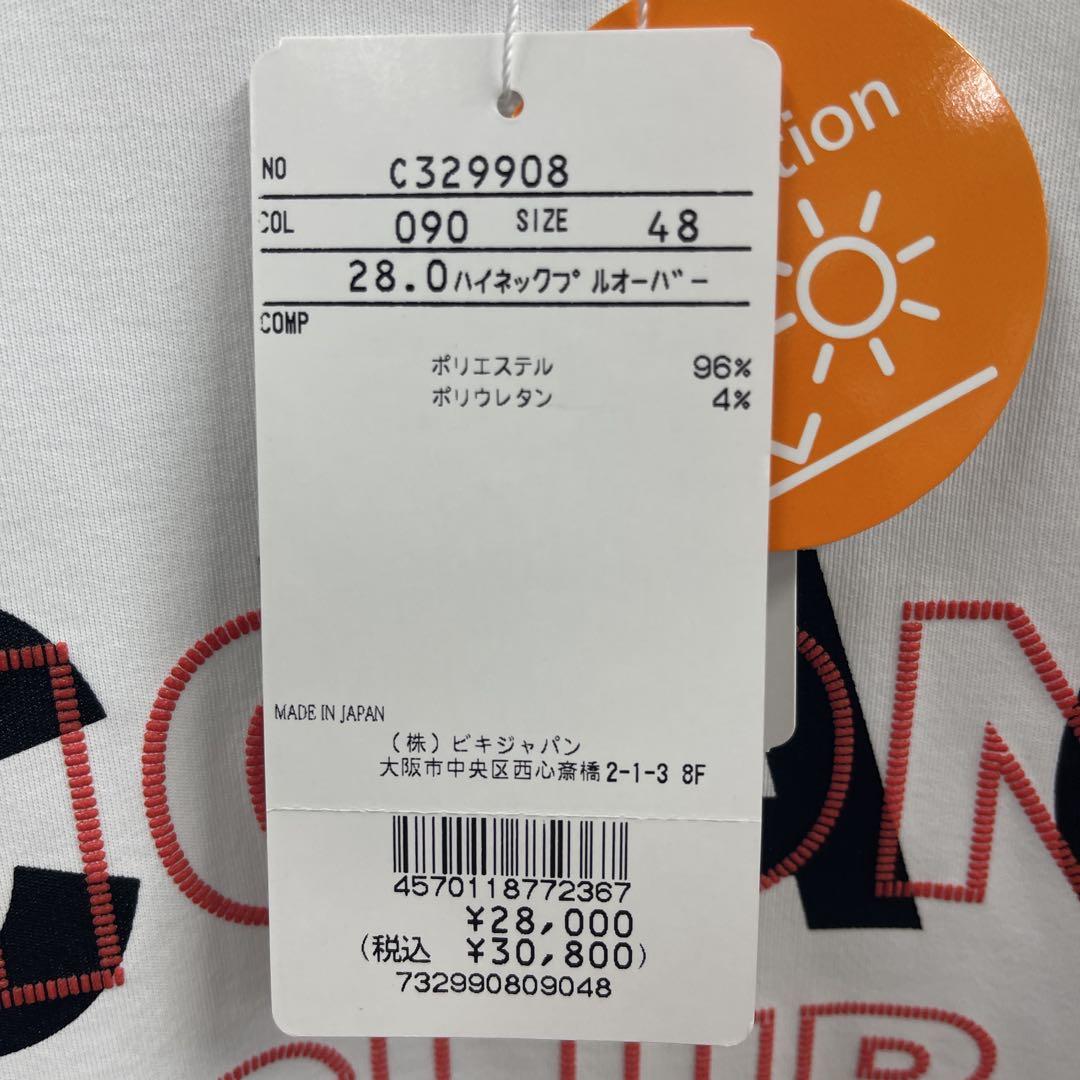 NO C329908
COL 090 SIZE 48
28.0ハイネックプルオーバー
COMP
ポリエステル 96%
ポリウレタン 4%
MADE IN JAPAN
(株)ビキジャパン
大阪市中央区西心斎橋2-1-3 8F
4570118772367
¥28,000
(税込 ¥30,800)
732990809048
tion